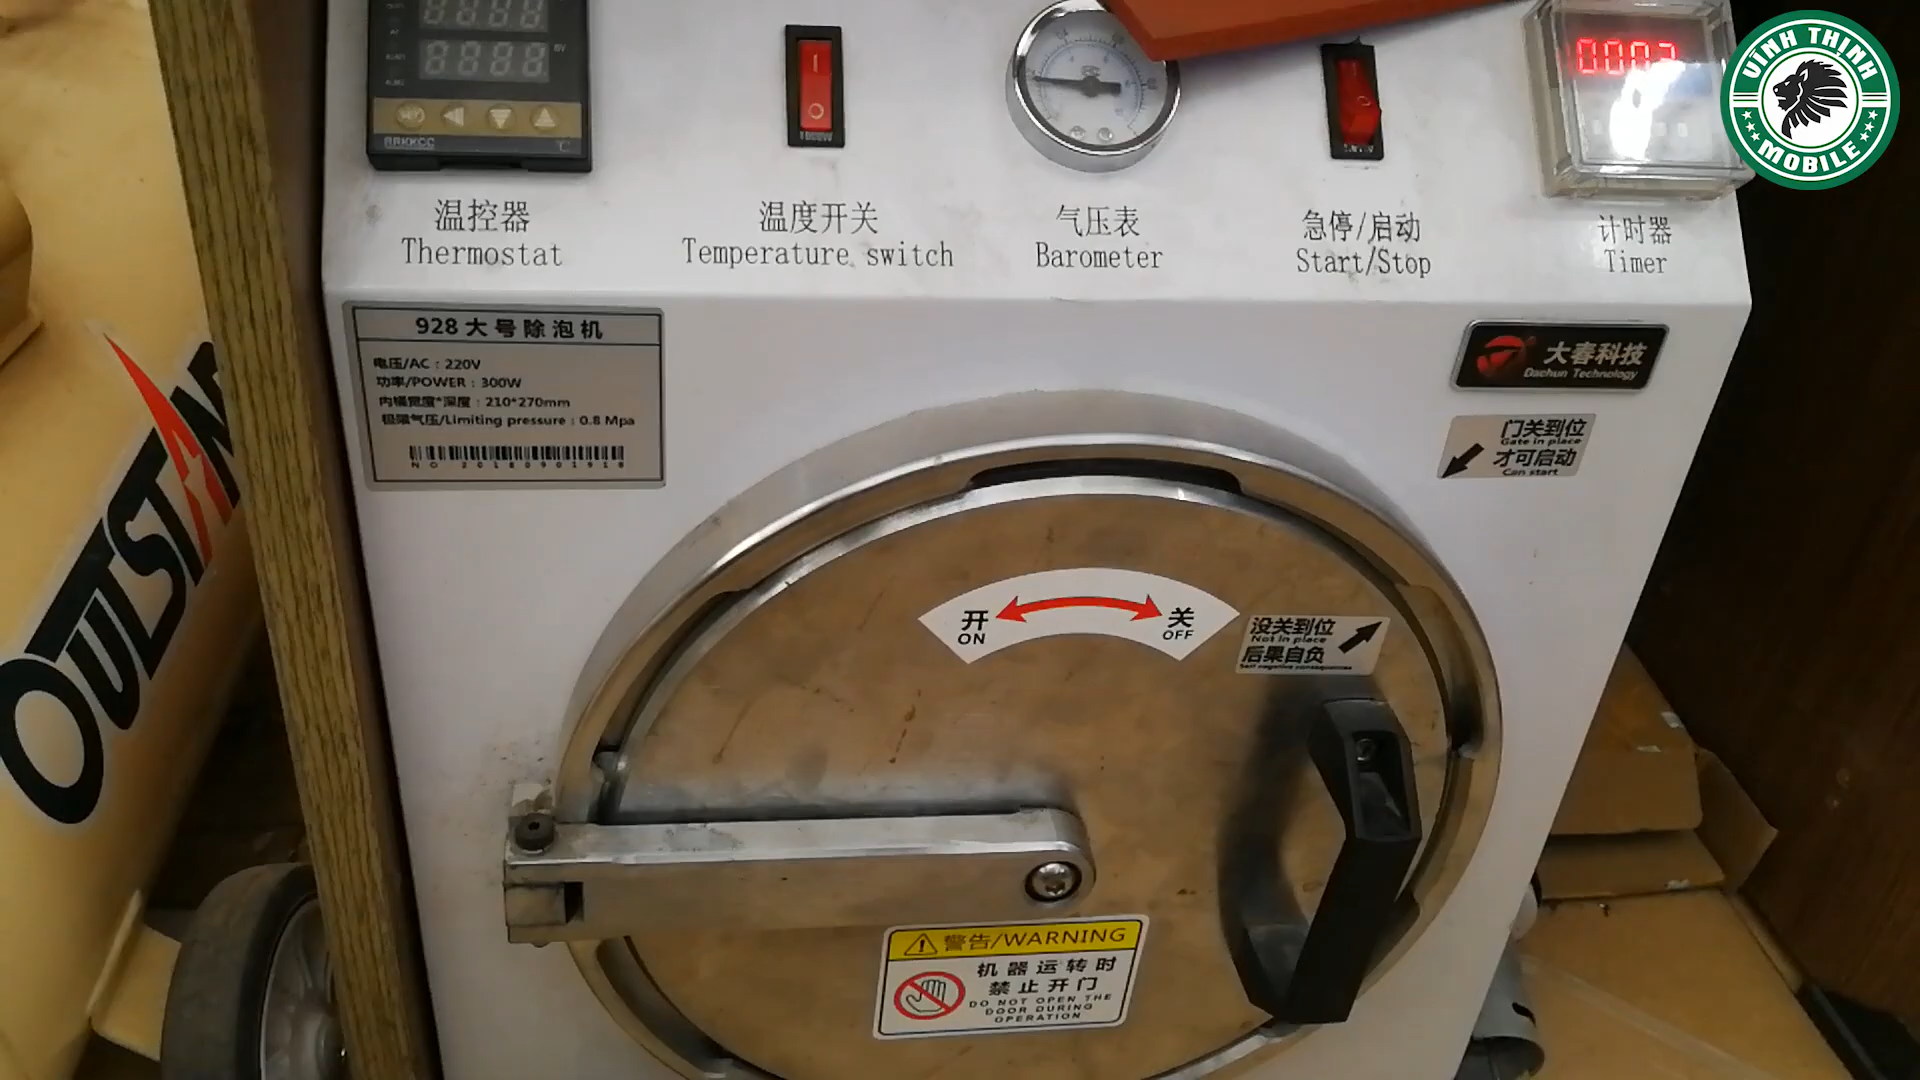 VINH THỊNH
MOBILE
温控器
Thermostat
温度开关
Temperature switch
气压表
Barometer
急停/启动
Start/Stop
计时器
Timer
928 大号除泡机
电压/AC : 220V
功率/POWER : 300W
内桶宽度*深度 : 210*270mm
极限气压/Limiting pressure : 0.8 Mpa
大春科技
Dachun Technology
门关到位
Gate in place
才可启动
Can start
开
ON
关
OFF
没关到位
Not in place
后果自负
OUTSTAN
警告/WARNING
机器运转时
禁止开门
DO NOT OPEN THE
DOOR DURING
OPERATION